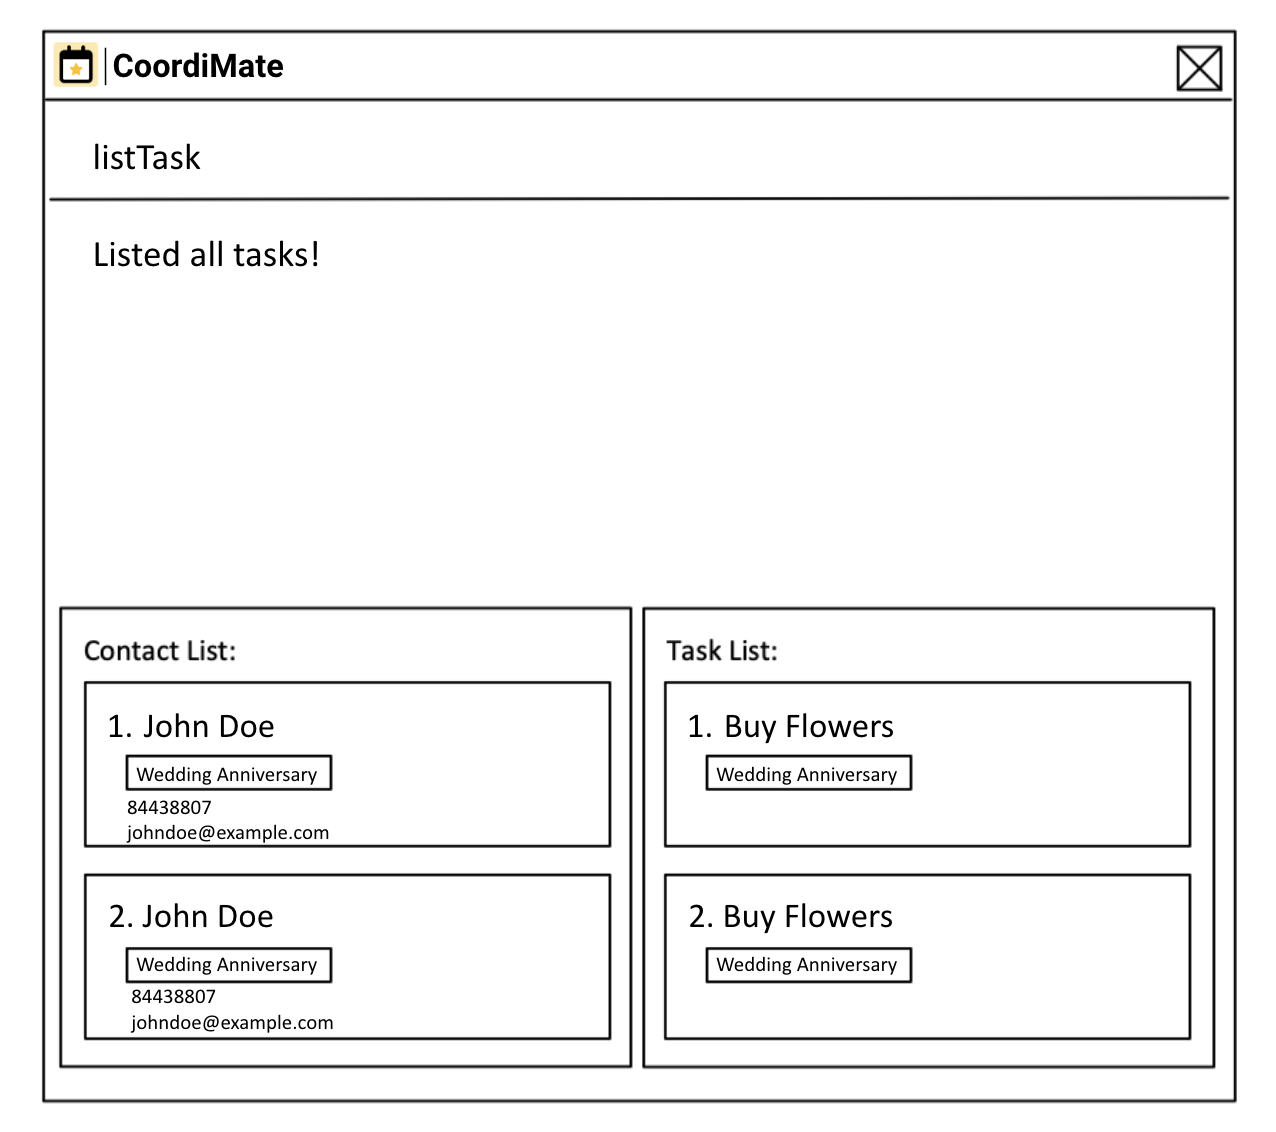 CoordiMate
listTask
Listed all tasks!
Contact List:
1. John Doe
Wedding Anniversary
84438807
johndoe@example.com
2. John Doe
Wedding Anniversary
84438807
johndoe@example.com
Task List:
1. Buy Flowers
Wedding Anniversary
2. Buy Flowers
Wedding Anniversary